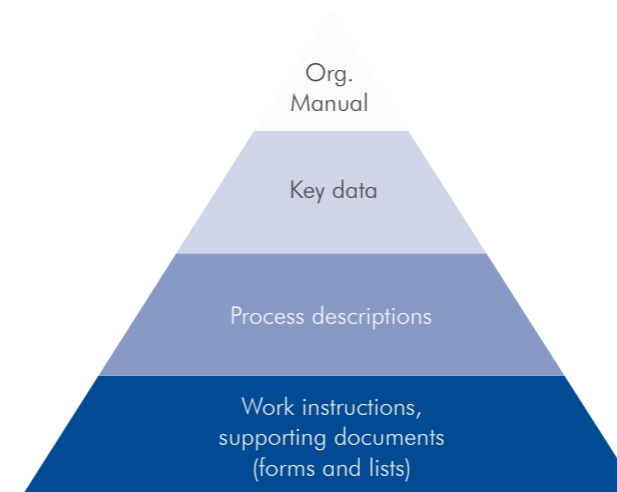 Org.
Manual
Key data
Process descriptions
Work instructions,
supporting documents
(forms and lists)